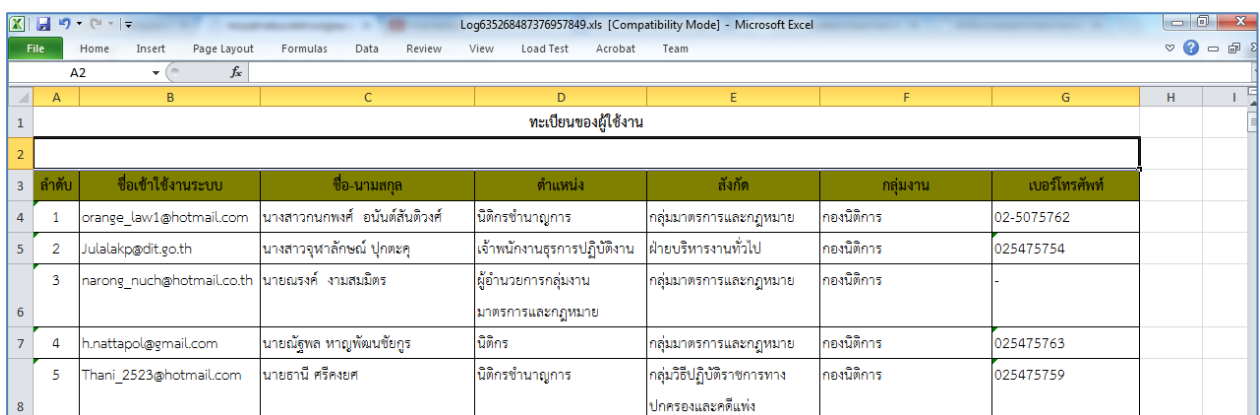 Log635268487376957849.xls [Compatibility Mode] - Microsoft Excel
File Home Insert Page Layout Formulas Data Review View Load Test Acrobat Team
A2 fx
A B C D E F G H I
1 ทะเบียนของผู้ใช้งาน
2
3 ลำดับ ชื่อเข้าใช้งานระบบ ชื่อ-นามสกุล ตำแหน่ง สังกัด กลุ่มงาน เบอร์โทรศัพท์
4 1 orange_law1@hotmail.com นางสาวกนกพงศ์ อนันต์สันติวงศ์ นิติกรชำนาญการ กลุ่มมาตรการและกฎหมาย กองนิติการ 02-5075762
5 2 Julalakp@dit.go.th นางสาวจุฬาลักษณ์ ปุกตะคุ เจ้าพนักงานธุรการปฏิบัติงาน ฝ่ายบริหารงานทั่วไป กองนิติการ 025475754
3 narong_nuch@hotmail.co.th นายณรงค์ งามสมมิตร ผู้อำนวยการกลุ่มงาน กลุ่มมาตรการและกฎหมาย กองนิติการ -
6 มาตรการและกฎหมาย
7 4 h.nattapol@gmail.com นายณัฐพล หาญพัฒนชัยกูร นิติกร กลุ่มมาตรการและกฎหมาย กองนิติการ 025475763
5 Thani_2523@hotmail.com นายธานี ศรีคงยศ นิติกรชำนาญการ กลุ่มวิธีปฏิบัติราชการทาง กองนิติการ 025475759
8 ปกครองและคดีแพ่ง